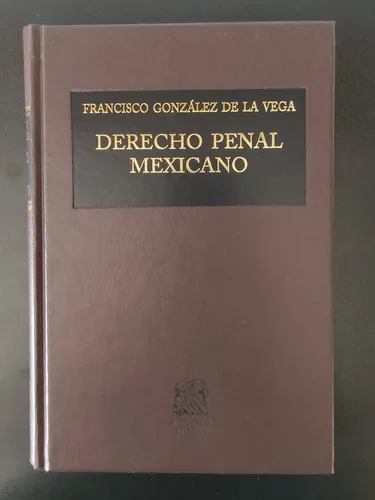 FRANCISCO GONZÁLEZ DE LA VEGA
DERECHO PENAL
MEXICANO